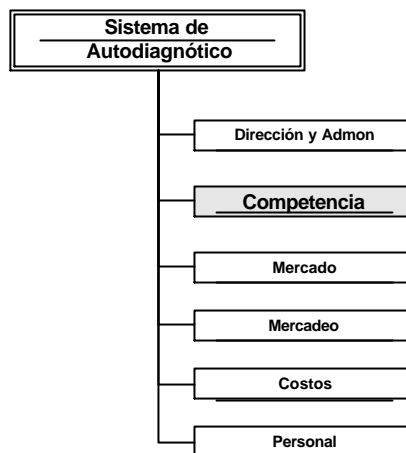 Sistema de
Autodiagnótico
Dirección y Admon
Competencia
Mercado
Mercadeo
Costos
Personal